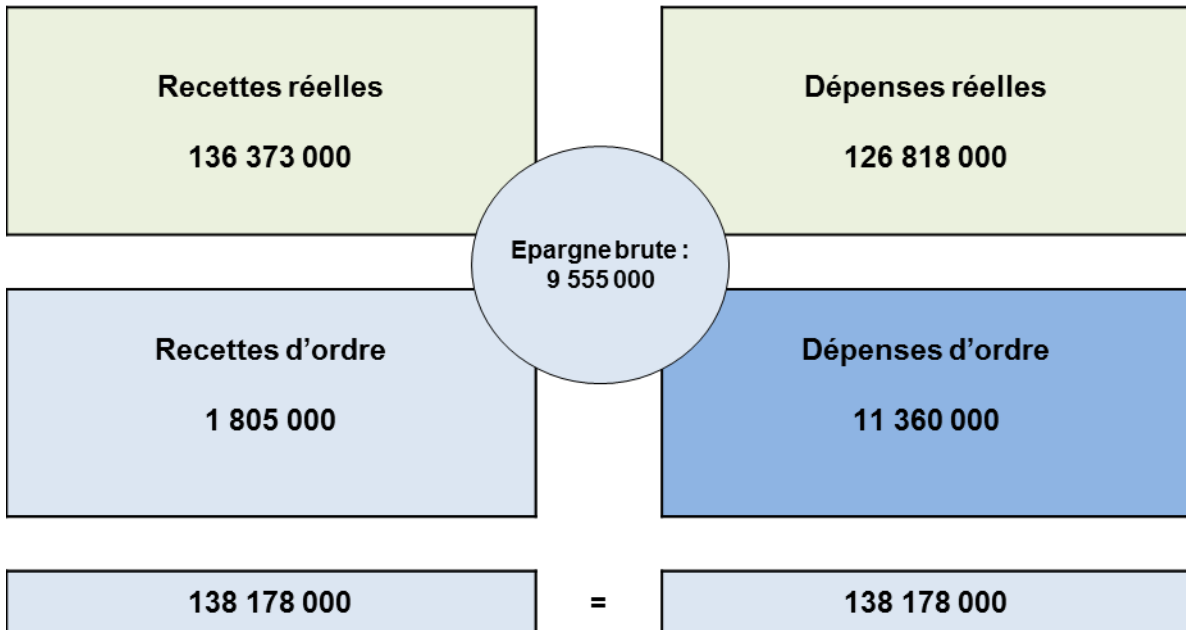 Recettes réelles
136 373 000
Dépenses réelles
126 818 000
Epargne brute :
9 555 000
Recettes d’ordre
1 805 000
Dépenses d’ordre
11 360 000
138 178 000
=
138 178 000